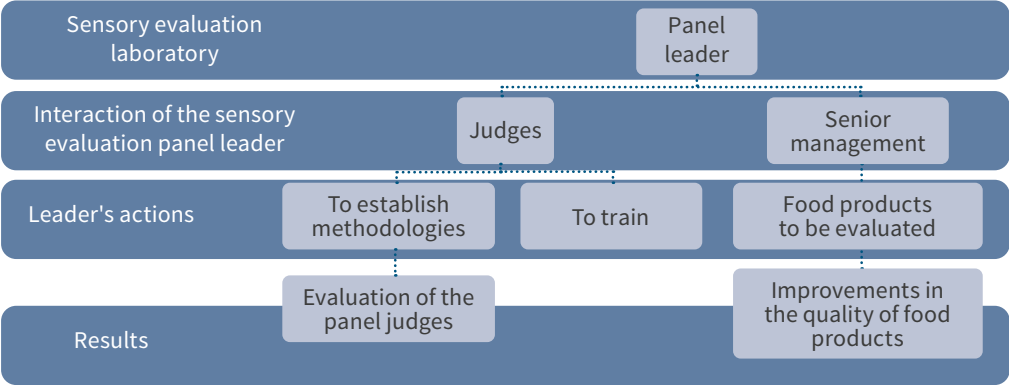 Sensory evaluation
laboratory
Panel
leader
Interaction of the sensory
evaluation panel leader
Judges
Senior
management
Leader's actions
To establish
methodologies
To train
Food products
to be evaluated
Results
Evaluation of the
panel judges
Improvements in
the quality of food
products